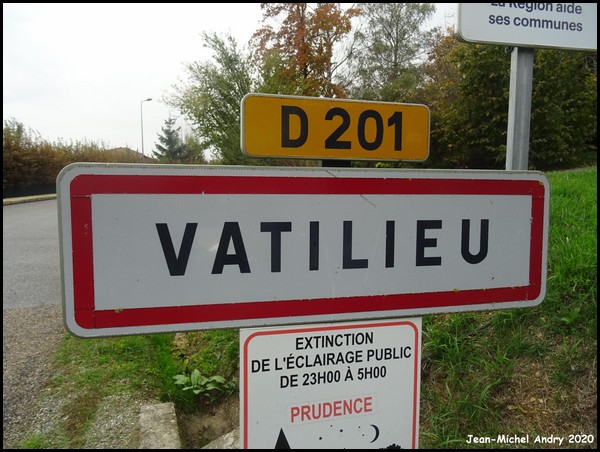 La Région aide
ses communes
D 201
VATILIEU
EXTINCTION
DE L'ÉCLAIRAGE PUBLIC
DE 23H00 À 5H00
PRUDENCE
Jean-Michel Andry 2020